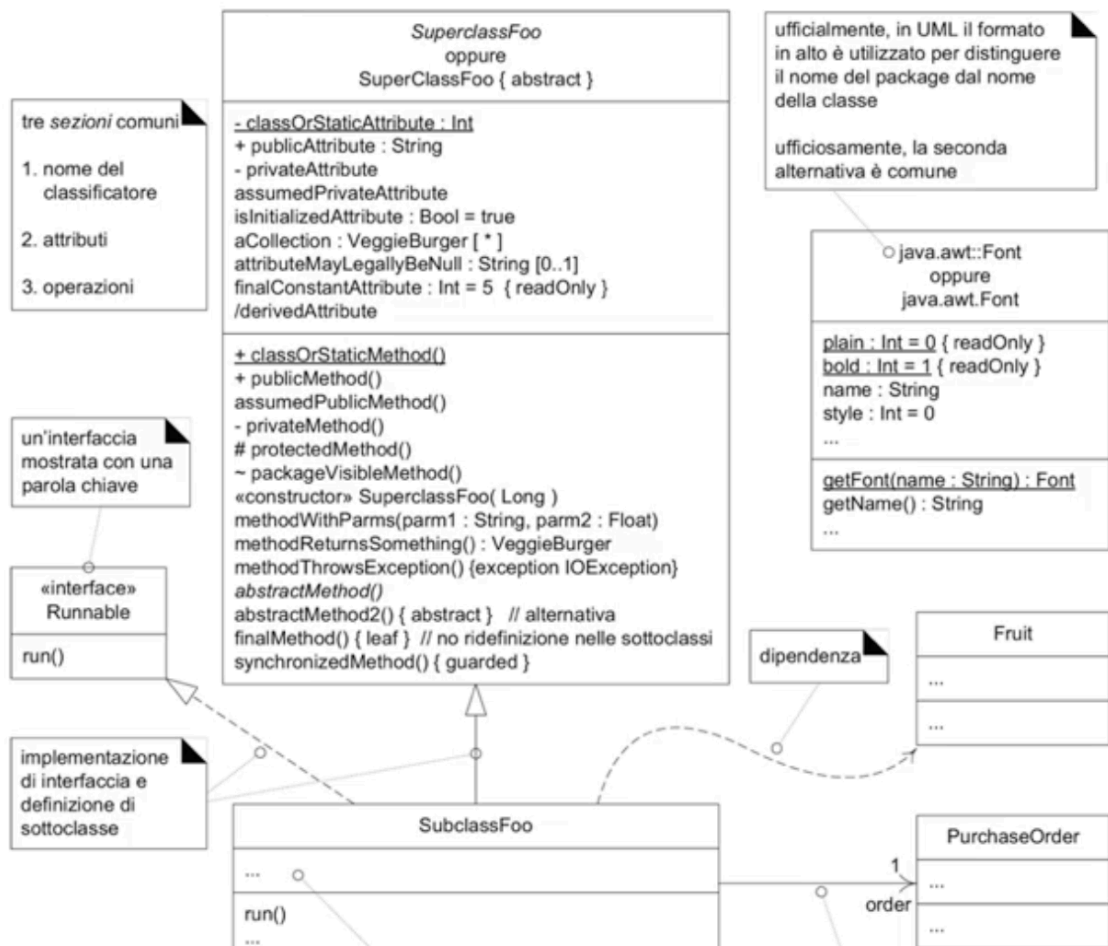 SuperclassFoo
oppure
SuperClassFoo { abstract }
- classOrStaticAttribute : Int
+ publicAttribute : String
- privateAttribute
assumedPrivateAttribute
isInitializedAttribute : Bool = true
aCollection : VeggieBurger [ * ]
attributeMayLegallyBeNull : String [0..1]
finalConstantAttribute : Int = 5 { readOnly }
/derivedAttribute
+ classOrStaticMethod()
+ publicMethod()
assumedPublicMethod()
- privateMethod()
# protectedMethod()
~ packageVisibleMethod()
«constructor» SuperclassFoo( Long )
methodWithParms(parm1 : String, parm2 : Float)
methodReturnsSomething() : VeggieBurger
methodThrowsException() {exception IOException}
abstractMethod()
abstractMethod2() { abstract } // alternativa
finalMethod() { leaf } // no ridefinizione nelle sottoclassi
synchronizedMethod() { guarded }
tre sezioni comuni
1. nome del
classificatore
2. attributi
3. operazioni
ufficialmente, in UML il formato
in alto è utilizzato per distinguere
il nome del package dal nome
della classe
ufficiosamente, la seconda
alternativa è comune
java.awt::Font
oppure
java.awt.Font
plain : Int = 0 { readOnly }
bold : Int = 1 { readOnly }
name : String
style : Int = 0
...
getFont(name : String) : Font
getName() : String
...
un'interfaccia
mostrata con una
parola chiave
«interface»
Runnable
run()
dipendenza
Fruit
...
...
implementazione
di interfaccia e
definizione di
sottoclasse
SubclassFoo
...
run()
...
1
order
PurchaseOrder
...
...